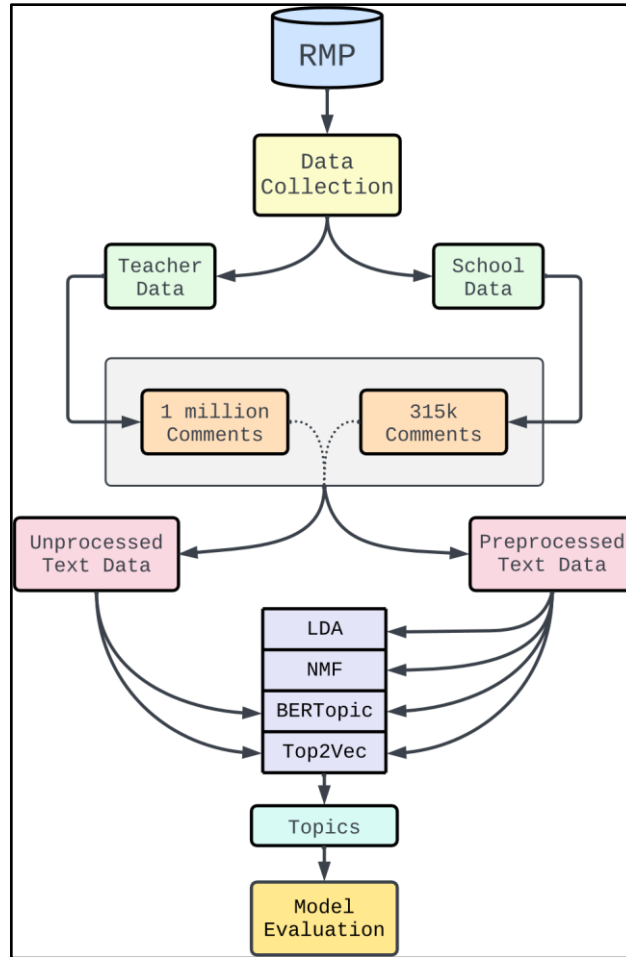 RMP
Data
Collection
Teacher
Data
School
Data
1 million
Comments
315k
Comments
Unprocessed
Text Data
Preprocessed
Text Data
LDA
NMF
BERTopic
Top2Vec
Topics
Model
Evaluation